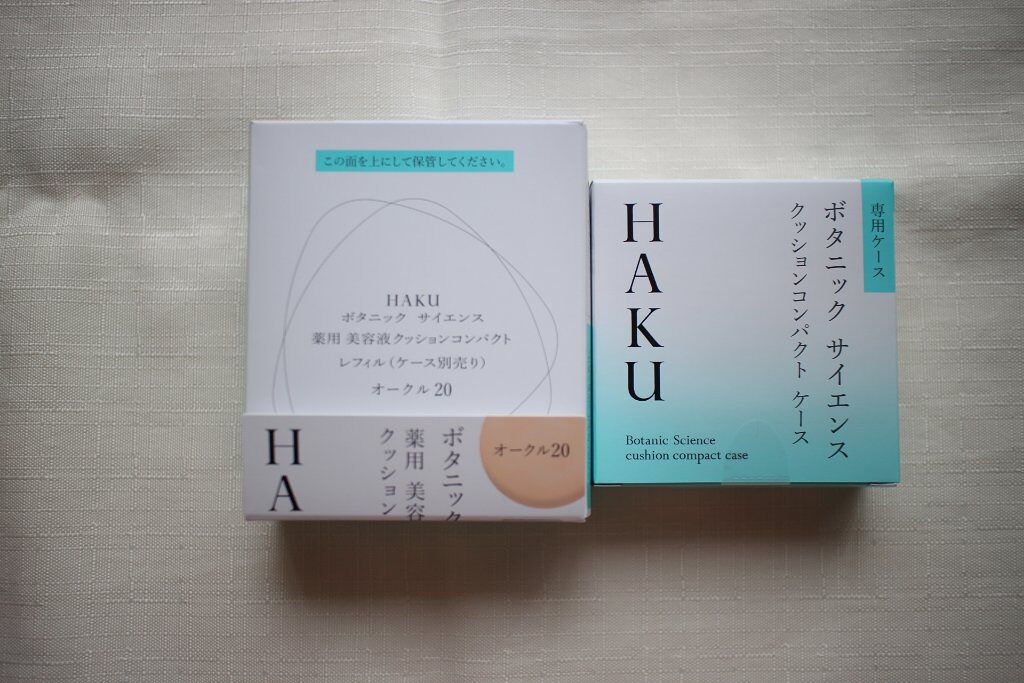 この面を上にして保管してください。
HAKU
ボタニック サイエンス
薬用 美容液クッションコンパクト
レフィル(ケース別売り)
オークル20
HA
ボタニック
薬用 美容
クッション
オークル20
専用ケース
HAKU
ボタニック サイエンス
クッションコンパクト ケース
Botanic Science
cushion compact case